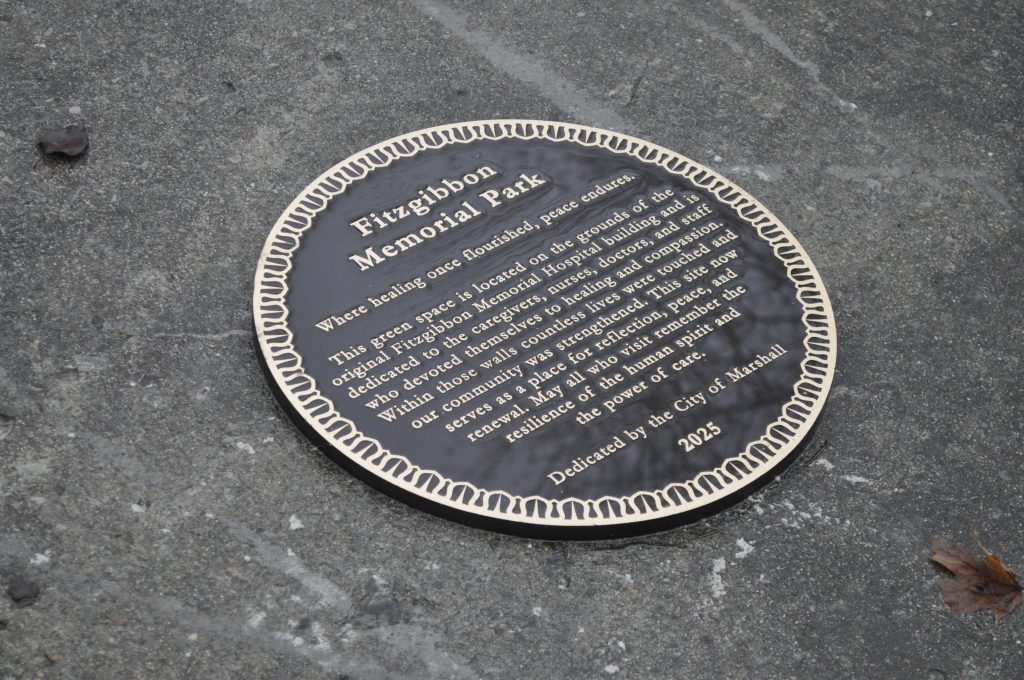 Fitzgibbon
Memorial Park
Where healing once flourished, peace endures.
This green space is located on the grounds of the
original Fitzgibbon Memorial Hospital building and is
dedicated to the caregivers, nurses, doctors, and staff
who devoted themselves to healing and compassion.
Within those walls countless lives were touched and
our community was strengthened. This site now
serves as a place for reflection, peace, and
renewal. May all who visit remember the
resilience of the human spirit and
the power of care.
Dedicated by the City of Marshall
2025